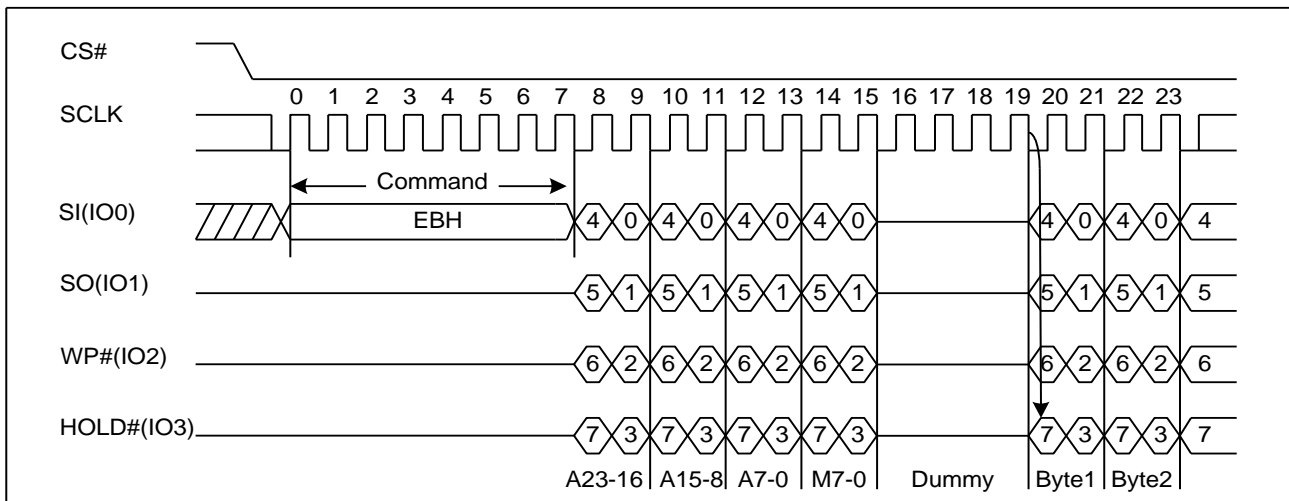 CS#
0 1 2 3 4 5 6 7 8 9 10 11 12 13 14 15 16 17 18 19 20 21 22 23
SCLK
Command
SI(IO0) EBH 4 0 4 0 4 0 4 0 4 0 4 0 4
SO(IO1) 5 1 5 1 5 1 5 1 5 1 5 1 5
WP#(IO2) 6 2 6 2 6 2 6 2 6 2 6 2 6
HOLD#(IO3) 7 3 7 3 7 3 7 3 7 3 7 3 7
A23-16 A15-8 A7-0 M7-0 Dummy Byte1 Byte2